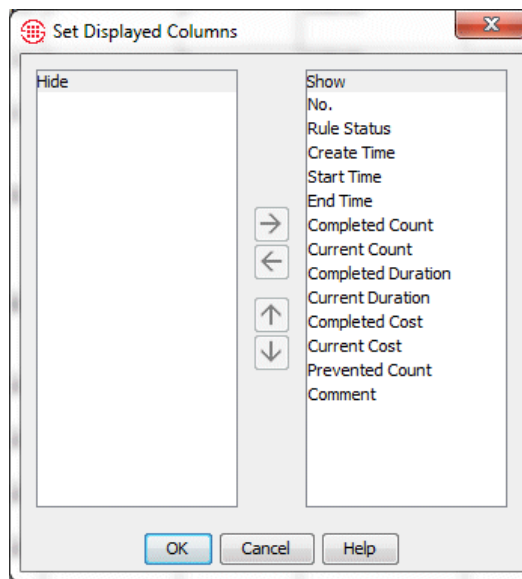 Set Displayed Columns
Hide
Show
No.
Rule Status
Create Time
Start Time
End Time
Completed Count
Current Count
Completed Duration
Current Duration
Completed Cost
Current Cost
Prevented Count
Comment
OK
Cancel
Help